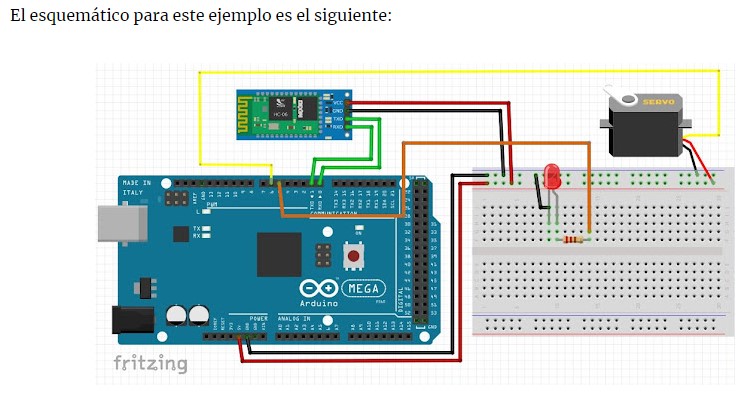 El esquemático para este ejemplo es el siguiente:
VCC
GND
TXD
RXD
HC-06
SERVO
MADE IN
ITALY
PWM
L
TX
RX
COMMUNICATION
ON
MEGA
Arduino
DIGITAL
POWER
ANALOG IN
fritzing